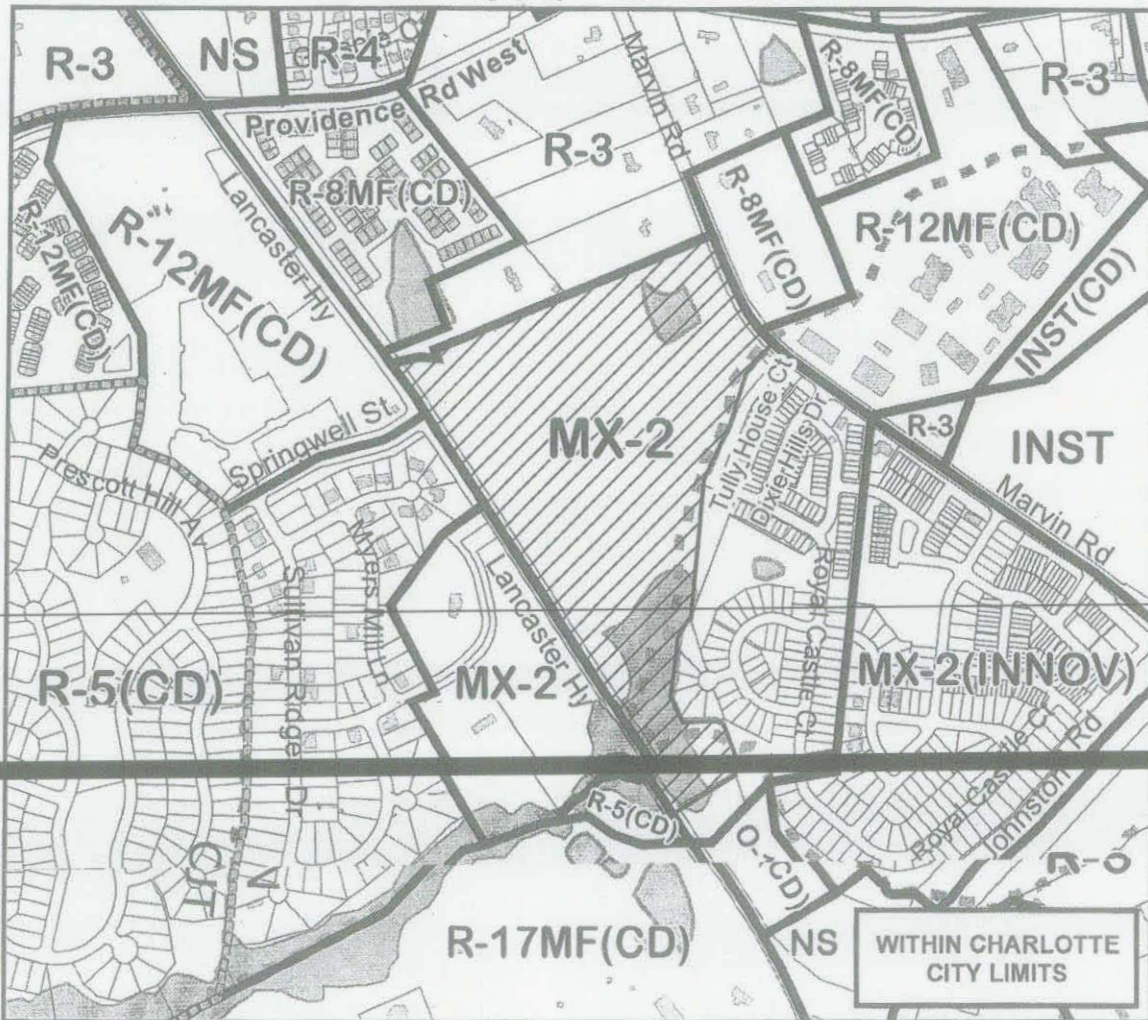 R-3
NS
R-4
Providence Rd West
Marvin Rd
R-8MF(CD)
R-3
R-3
R-8MF(CD)
R-12MF(CD)
R-12MF(CD)
Lancaster Hy
R-8MF(CD)
R-12MF(CD)
INST(CD)
Springwell St
MX-2
Tully House Ct
Dixie Hills Dr
R-3
INST
Marvin Rd
Prescott Hill Av
Myers Mill Ln
Sullivan Ridge Dr
Lancaster Hy
Royal Castle Ct
R-5(CD)
MX-2
MX-2(INNOV)
Royal Castle Ct
Johnston Rd
R-5(CD)
R-17MF(CD)
NS
WITHIN CHARLOTTE
CITY LIMITS